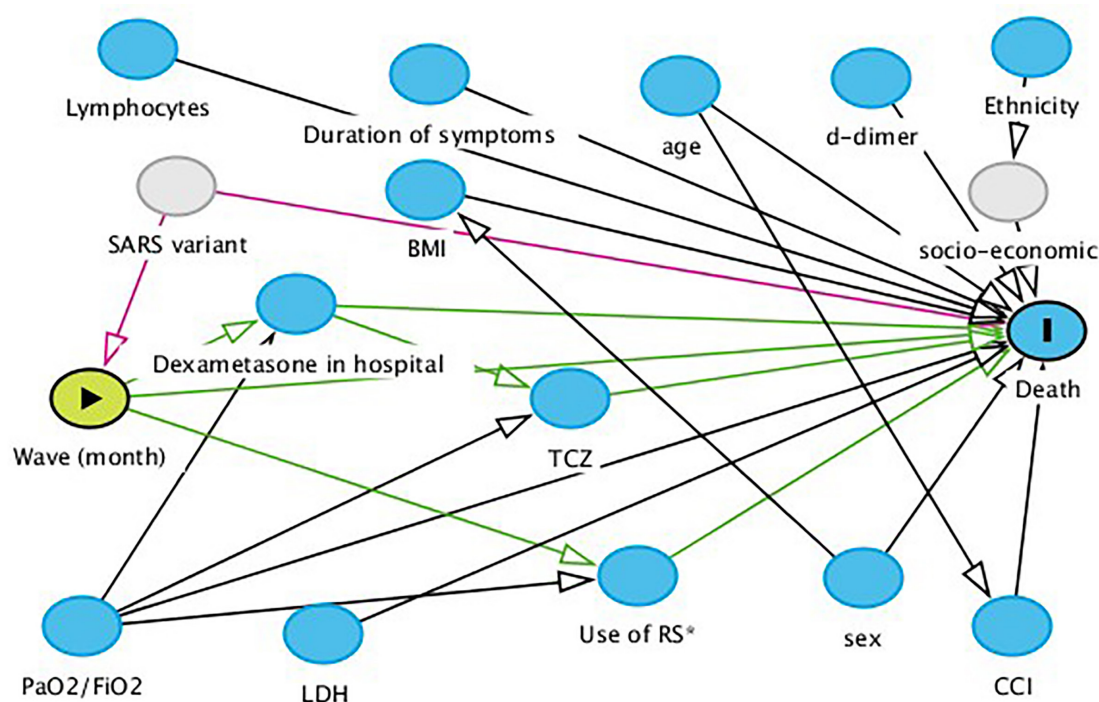 Lymphocytes
Duration of symptoms
age
d-dimer
Ethnicity
SARS variant
BMI
socio-economic
Dexametasone in hospital
Death
Wave (month)
TCZ
Use of RS*
sex
PaO2/FiO2
LDH
CCI